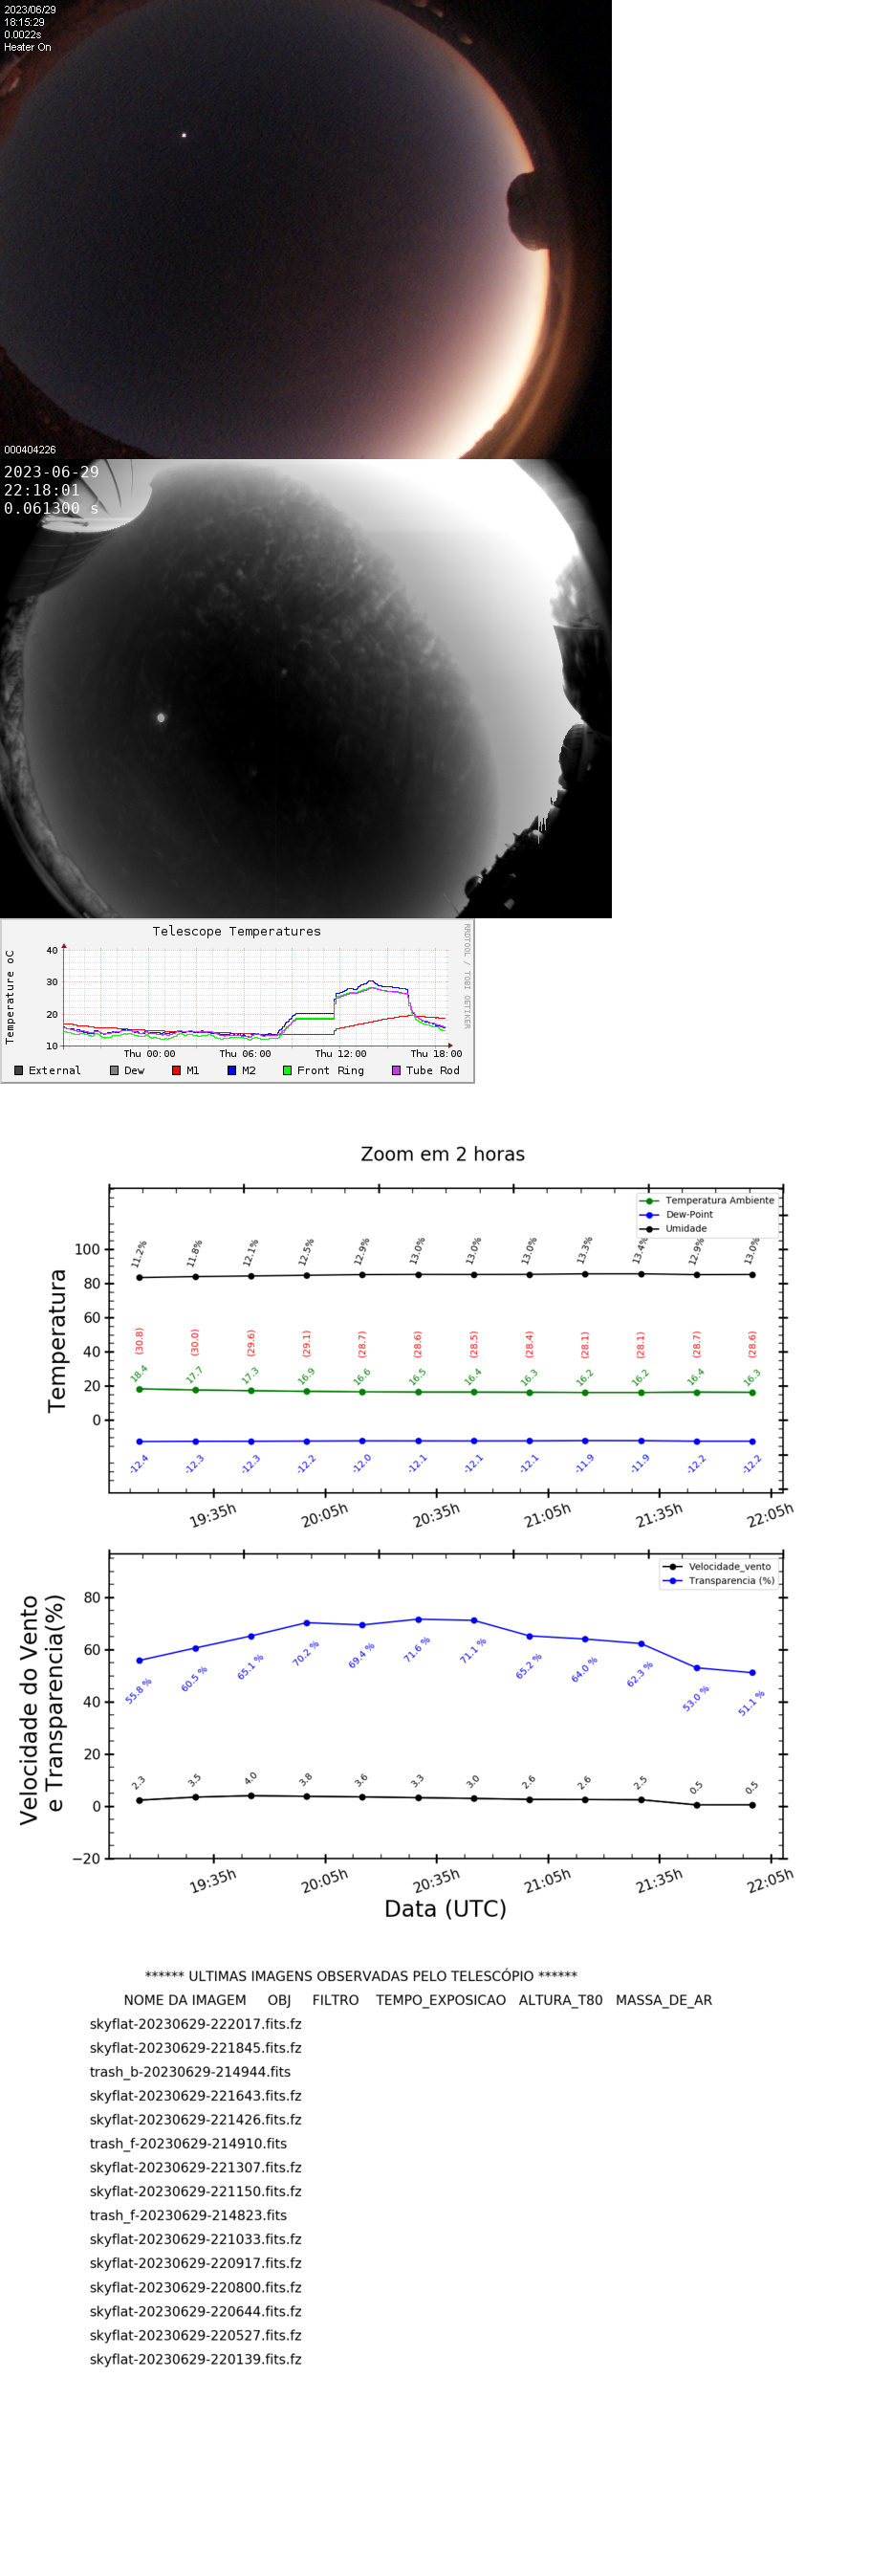 2023/06/29
18:15:29
0.0022s
Heater On
000404226
2023-06-29
22:18:01
0.061300 s
Telescope Temperatures
RRDTOOL / TOBI OETIKER
Temperature oC
40
30
20
10
Thu 00:00 Thu 06:00 Thu 12:00 Thu 18:00
External Dew M1 M2 Front Ring Tube Rod
Zoom em 2 horas
Temperatura Ambiente
Dew-Point
Umidade
Temperatura
100
80
60
40
20
0
11.2% 11.8% 12.1% 12.5% 12.9% 13.0% 13.0% 13.0% 13.3% 13.4% 12.9% 13.0%
(30.8) (30.0) (29.6) (29.1) (28.7) (28.6) (28.5) (28.4) (28.1) (28.1) (28.7) (28.6)
18.4 17.7 17.3 16.9 16.6 16.5 16.4 16.3 16.2 16.2 16.4 16.3
-12.4 -12.3 -12.3 -12.2 -12.0 -12.1 -12.1 -12.1 -11.9 -11.9 -12.2 -12.2
19:35h 20:05h 20:35h 21:05h 21:35h 22:05h
Velocidade_vento
Transparencia (%)
Velocidade do Vento
e Transparencia(%)
80
60
40
20
0
−20
55.8 % 60.5 % 65.1 % 70.2 % 69.4 % 71.6 % 71.1 % 65.2 % 64.0 % 62.3 % 53.0 % 51.1 %
2.3 3.5 4.0 3.8 3.6 3.3 3.0 2.6 2.6 2.5 0.5 0.5
19:35h 20:05h 20:35h 21:05h 21:35h 22:05h
Data (UTC)
****** ULTIMAS IMAGENS OBSERVADAS PELO TELESCÓPIO ******
NOME DA IMAGEM OBJ FILTRO TEMPO_EXPOSICAO ALTURA_T80 MASSA_DE_AR
skyflat-20230629-222017.fits.fz
skyflat-20230629-221845.fits.fz
trash_b-20230629-214944.fits
skyflat-20230629-221643.fits.fz
skyflat-20230629-221426.fits.fz
trash_f-20230629-214910.fits
skyflat-20230629-221307.fits.fz
skyflat-20230629-221150.fits.fz
trash_f-20230629-214823.fits
skyflat-20230629-221033.fits.fz
skyflat-20230629-220917.fits.fz
skyflat-20230629-220800.fits.fz
skyflat-20230629-220644.fits.fz
skyflat-20230629-220527.fits.fz
skyflat-20230629-220139.fits.fz